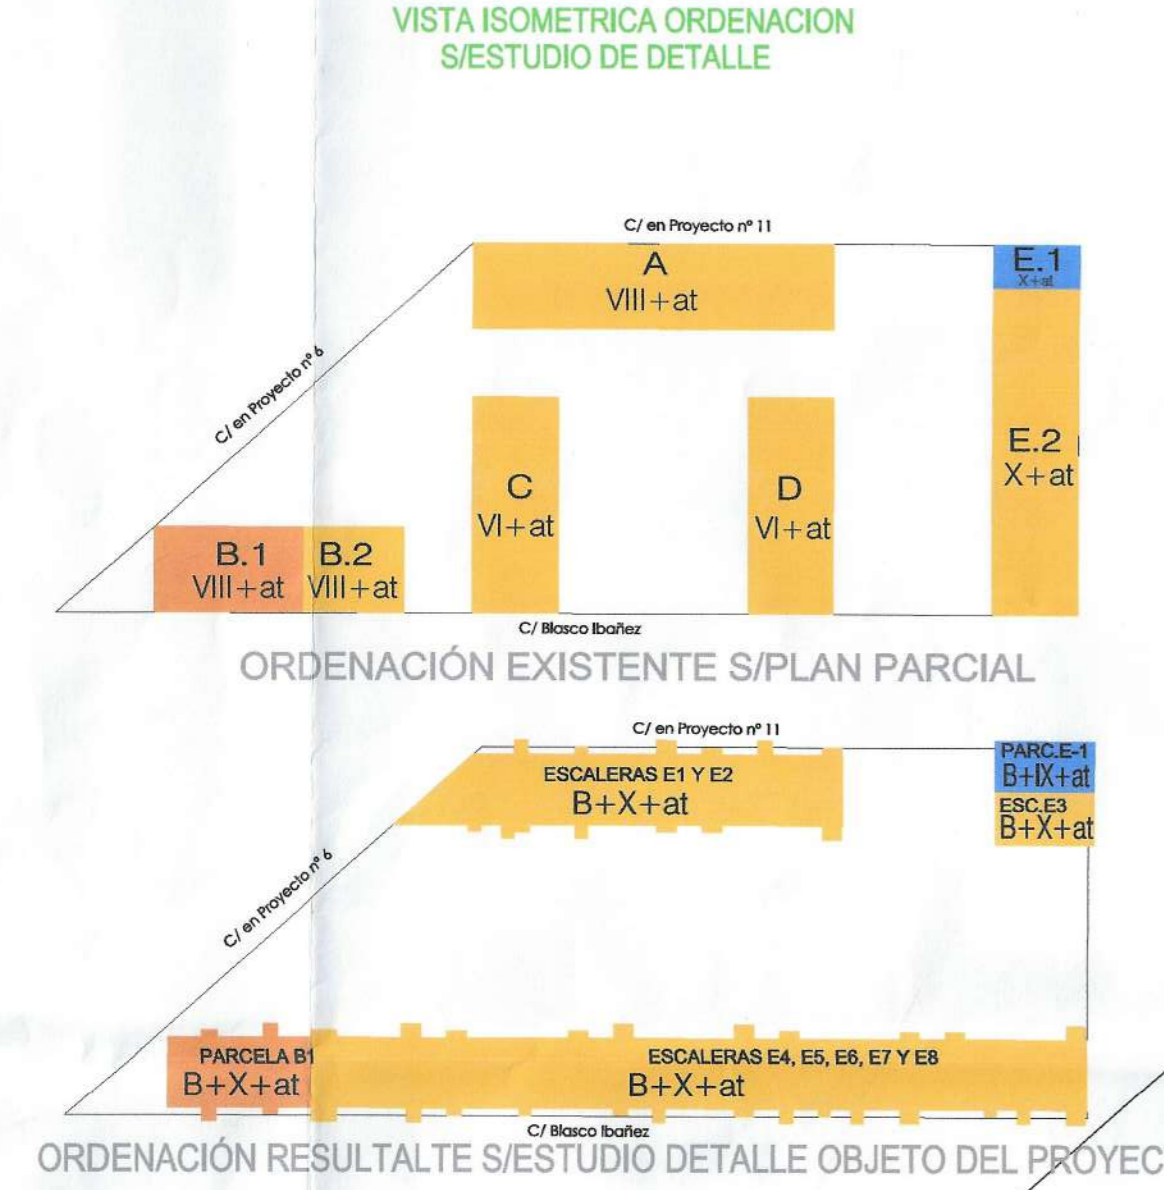 VISTA ISOMETRICA ORDENACION
S/ESTUDIO DE DETALLE
C/ en Proyecto nº 11
A
VIII+at
E.1
X+at
C/ en Proyecto nº 6
E.2
X+at
C
VI+at
D
VI+at
B.1
VIII+at
B.2
VIII+at
C/ Blasco Ibañez
ORDENACIÓN EXISTENTE S/PLAN PARCIAL
C/ en Proyecto nº 11
ESCALERAS E1 Y E2
B+X+at
PARC.E-1
B+IX+at
ESC.E3
B+X+at
C/ en Proyecto nº 6
PARCELA B1
B+X+at
ESCALERAS E4, E5, E6, E7 Y E8
B+X+at
C/ Blasco Ibañez
ORDENACIÓN RESULTALTE S/ESTUDIO DETALLE OBJETO DEL PROYEC